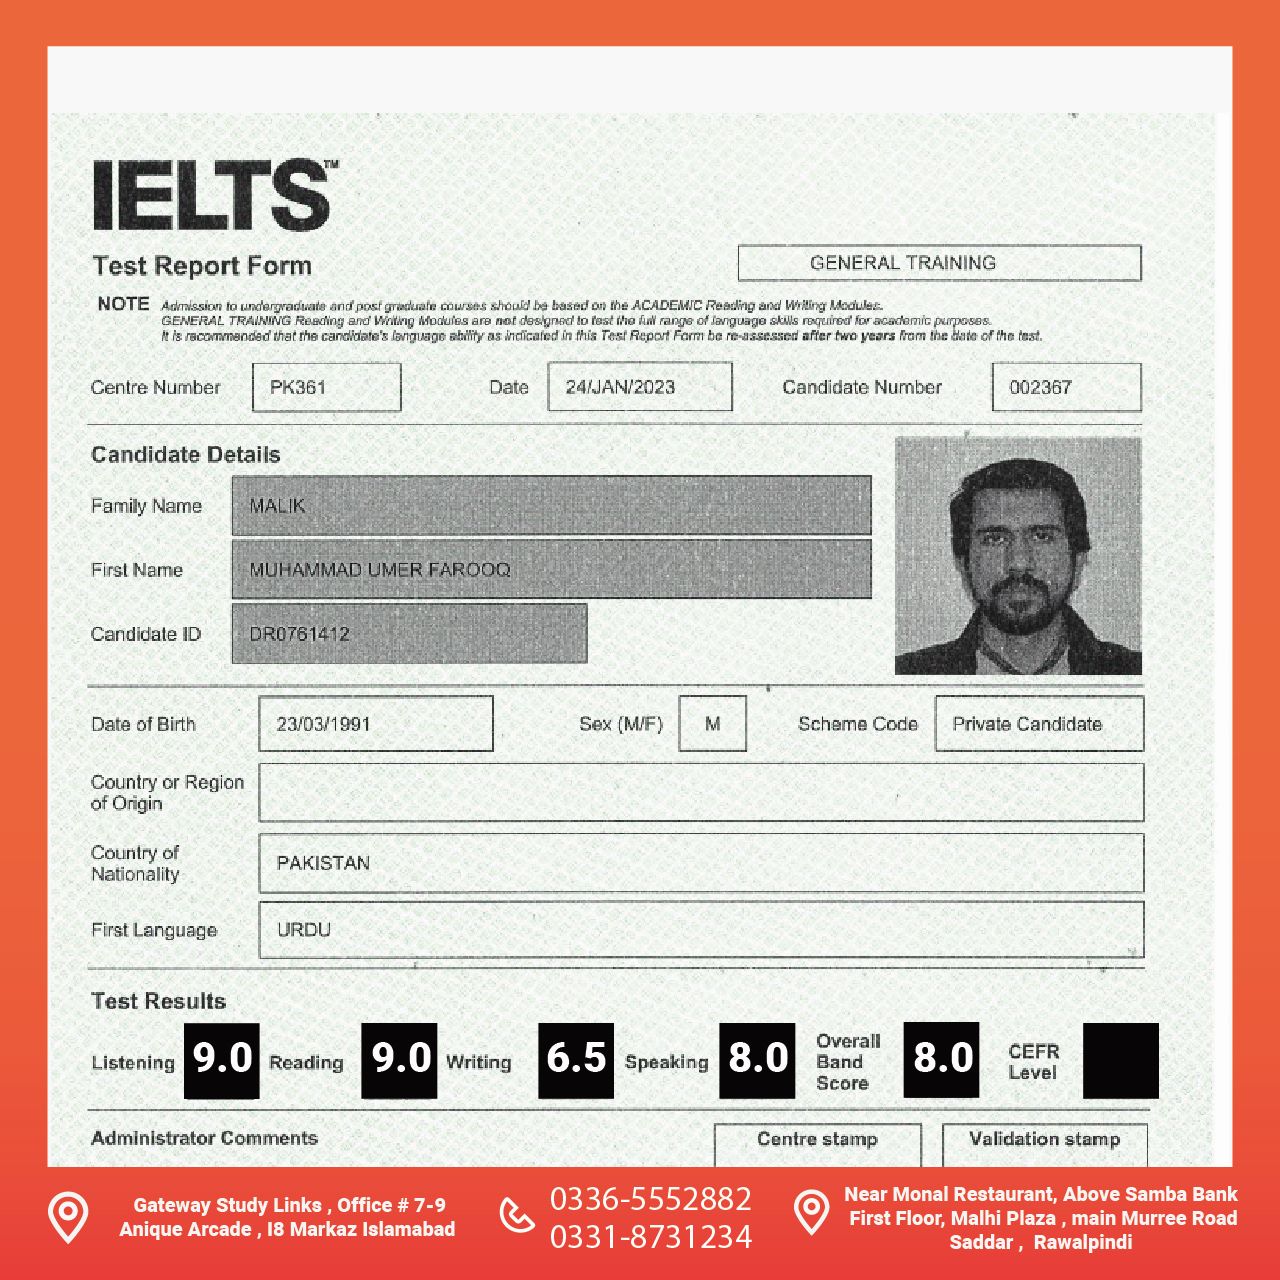 IELTS™
Test Report Form
GENERAL TRAINING
NOTE Admission to undergraduate and post graduate courses should be based on the ACADEMIC Reading and Writing Modules.
GENERAL TRAINING Reading and Writing Modules are not designed to test the full range of language skills required for academic purposes.
It is recommended that the candidate's language ability as indicated in this Test Report Form be re-assessed after two years from the date of the test.
Centre Number PK361 Date 24/JAN/2023 Candidate Number 002367
Candidate Details
Family Name MALIK
First Name MUHAMMAD UMER FAROOQ
Candidate ID DR0761412
Date of Birth 23/03/1991 Sex (M/F) M Scheme Code Private Candidate
Country or Region
of Origin
Country of
Nationality
PAKISTAN
First Language URDU
Test Results
Listening 9.0 Reading 9.0 Writing 6.5 Speaking 8.0
Overall
Band
Score
8.0
CEFR
Level
Administrator Comments
Centre stamp
Validation stamp
Gateway Study Links , Office # 7-9
Anique Arcade , I8 Markaz Islamabad
0336-5552882
0331-8731234
Near Monal Restaurant, Above Samba Bank
First Floor, Malhi Plaza , main Murree Road
Saddar , Rawalpindi